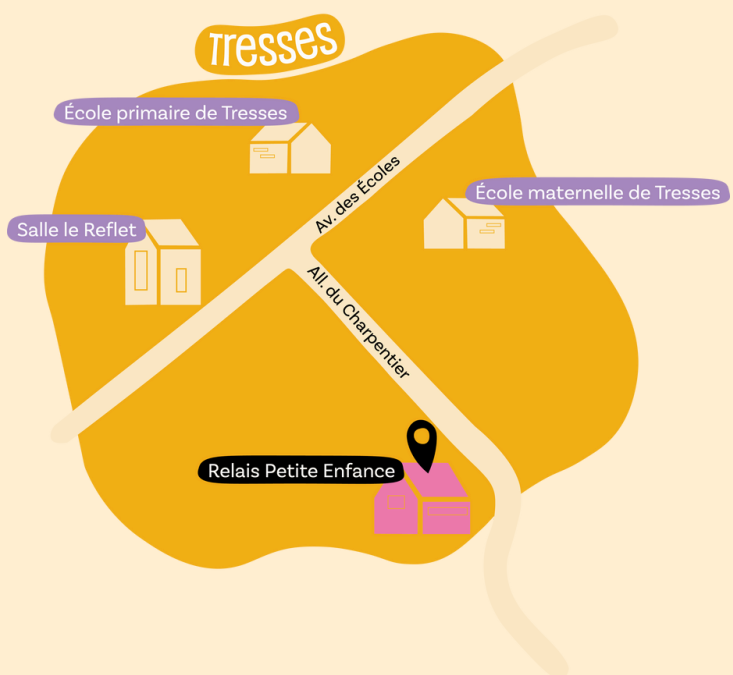 Tresses
École primaire de Tresses
Av. des Écoles
École maternelle de Tresses
Salle le Reflet
All. du Charpentier
Relais Petite Enfance